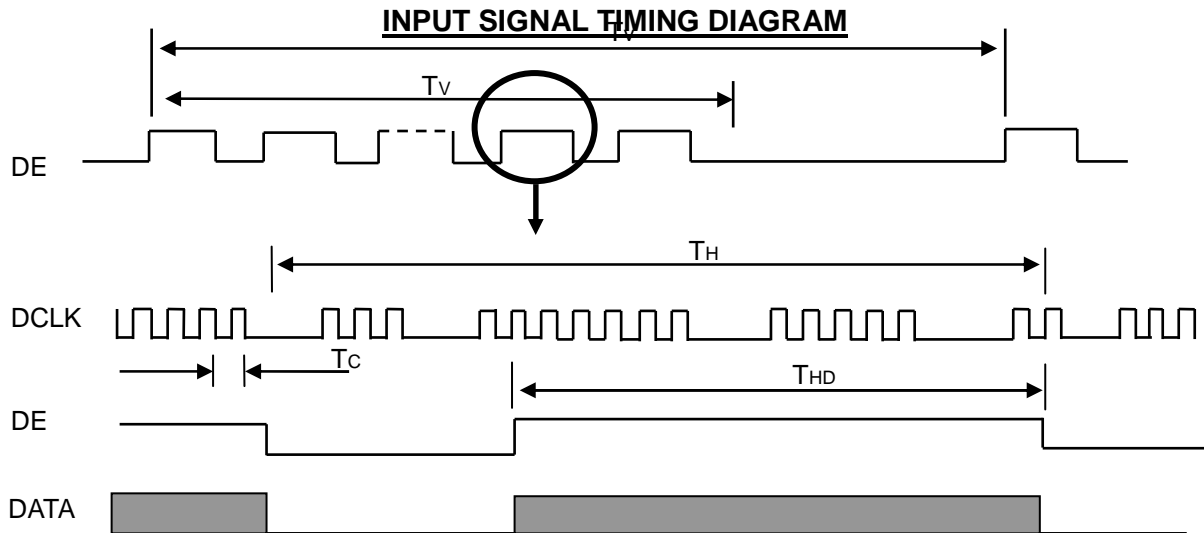 INPUT SIGNAL TIMING DIAGRAM
TV
TV
DE
TH
DCLK
TC
THD
DE
DATA